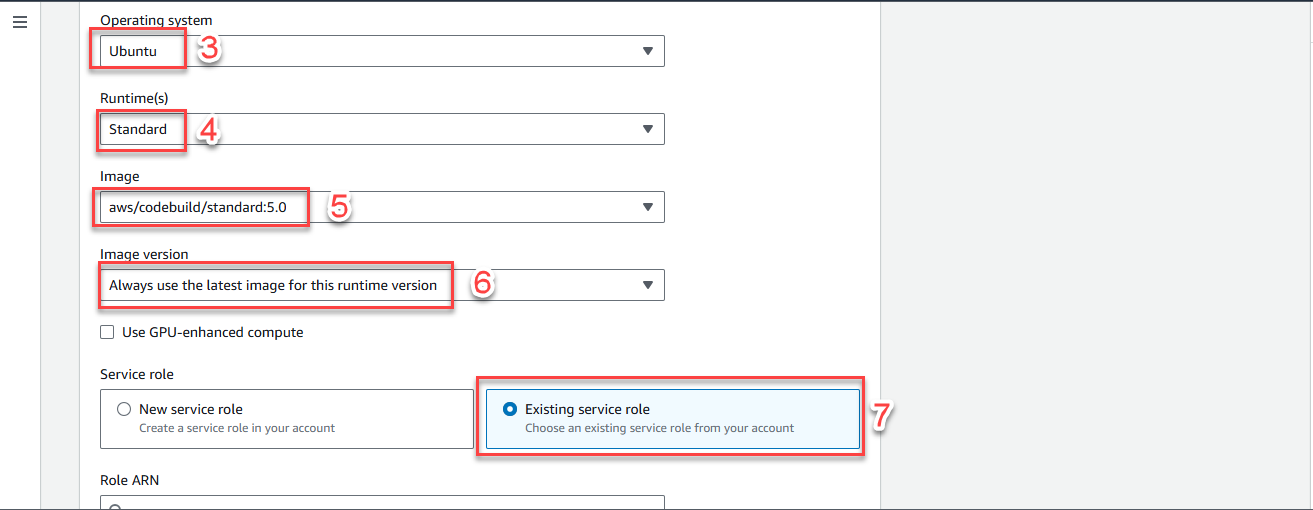 Operating system
Ubuntu 3
Runtime(s)
Standard 4
Image
aws/codebuild/standard:5.0 5
Image version
Always use the latest image for this runtime version 6
Use GPU-enhanced compute
Service role
New service role
Create a service role in your account
Existing service role
Choose an existing service role from your account
7
Role ARN